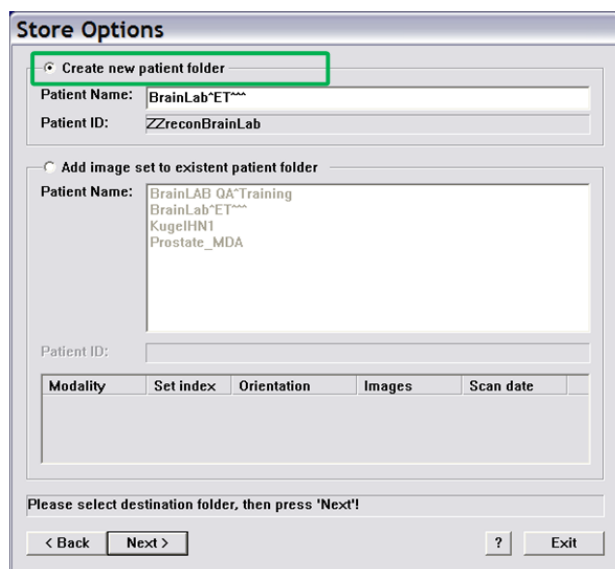 Store Options
Create new patient folder
Patient Name: BrainLab^ET^^^
Patient ID: ZZreconBrainLab
Add image set to existent patient folder
Patient Name: BrainLAB QA^Training
BrainLab^ET^^^
KugelHN1
Prostate_MDA
Patient ID:
Modality Set index Orientation Images Scan date
Please select destination folder, then press 'Next'!
< Back Next > ? Exit